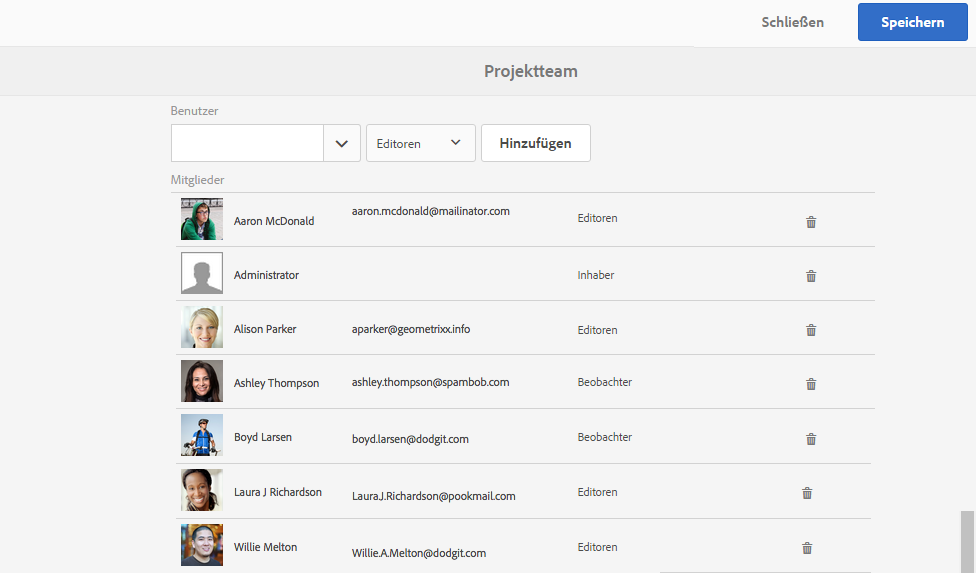 Schließen Speichern
Projektteam
Benutzer
Editoren Hinzufügen
Mitglieder
Aaron McDonald aaron.mcdonald@mailinator.com Editoren
Administrator Inhaber
Alison Parker aparker@geometrixx.info Editoren
Ashley Thompson ashley.thompson@spambob.com Beobachter
Boyd Larsen boyd.larsen@dodgit.com Beobachter
Laura J Richardson LauraJ.Richardson@pookmail.com Editoren
Willie Melton Willie.A.Melton@dodgit.com Editoren